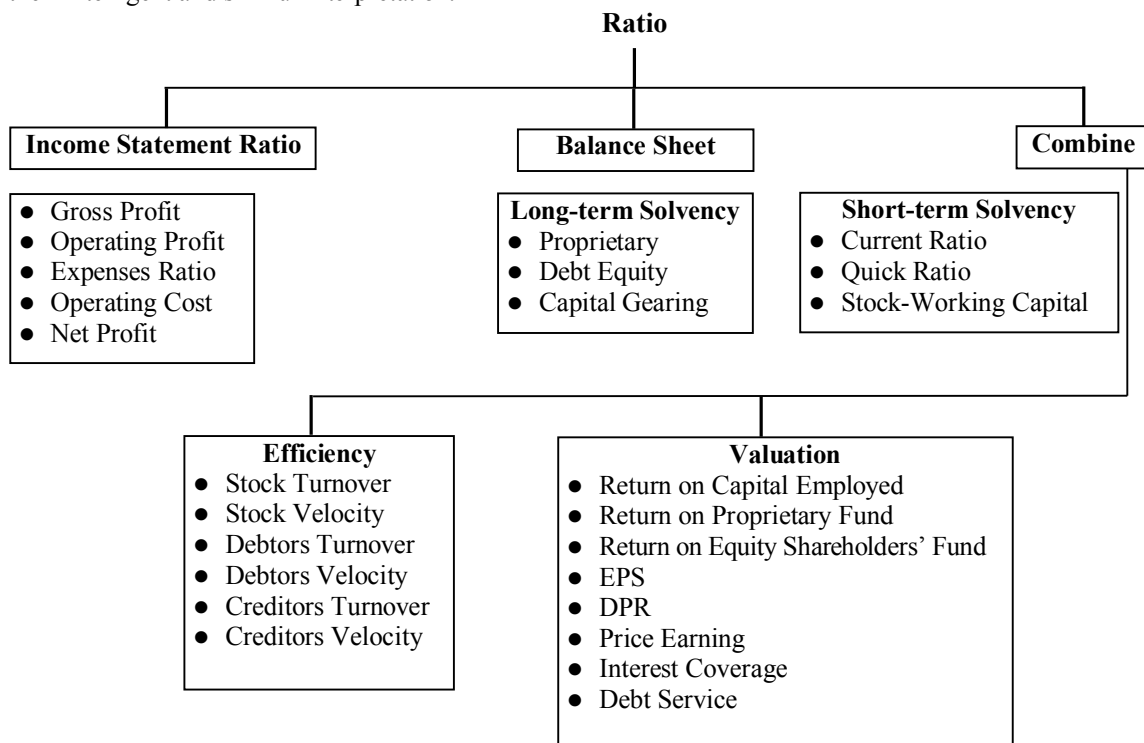 Ratio
Income Statement Ratio
Balance Sheet
Combine
● Gross Profit
● Operating Profit
● Expenses Ratio
● Operating Cost
● Net Profit
Long-term Solvency
● Proprietary
● Debt Equity
● Capital Gearing
Short-term Solvency
● Current Ratio
● Quick Ratio
● Stock-Working Capital
Efficiency
● Stock Turnover
● Stock Velocity
● Debtors Turnover
● Debtors Velocity
● Creditors Turnover
● Creditors Velocity
Valuation
● Return on Capital Employed
● Return on Proprietary Fund
● Return on Equity Shareholders’ Fund
● EPS
● DPR
● Price Earning
● Interest Coverage
● Debt Service